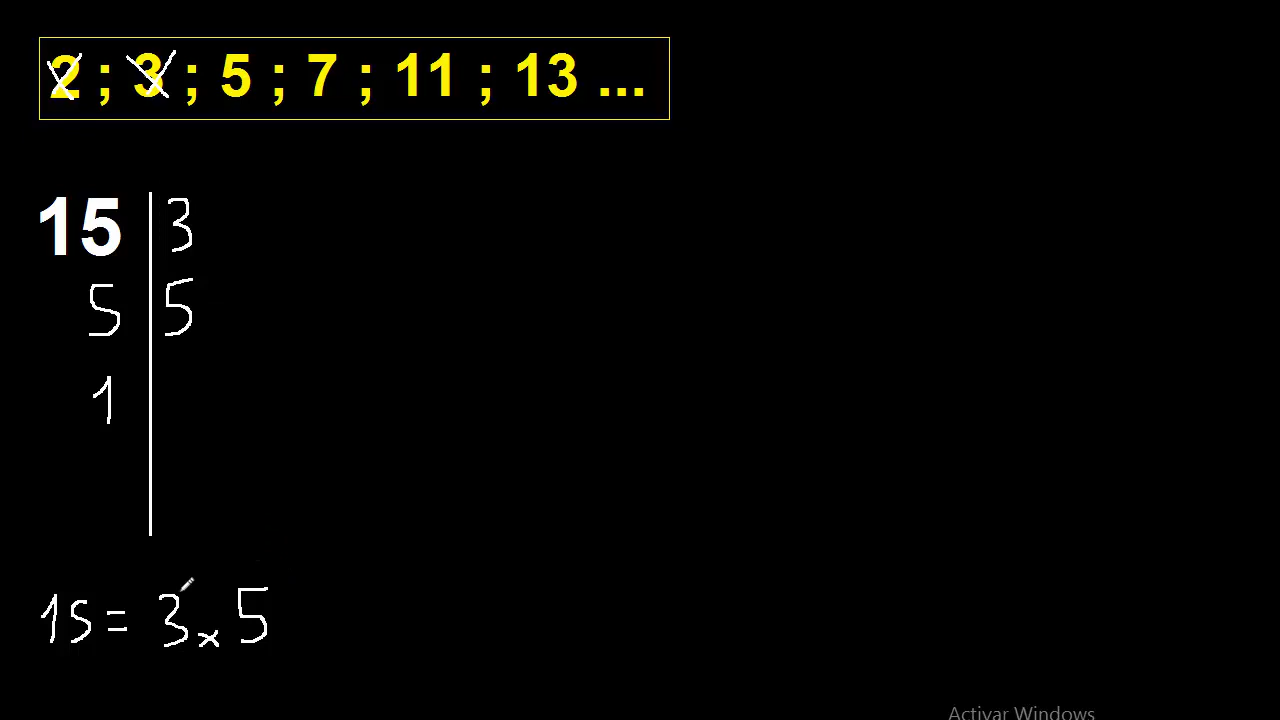 2 ; 3 ; 5 ; 7 ; 11 ; 13 ...
15 3
5 5
1
15 = 3 x 5
Activar Windows